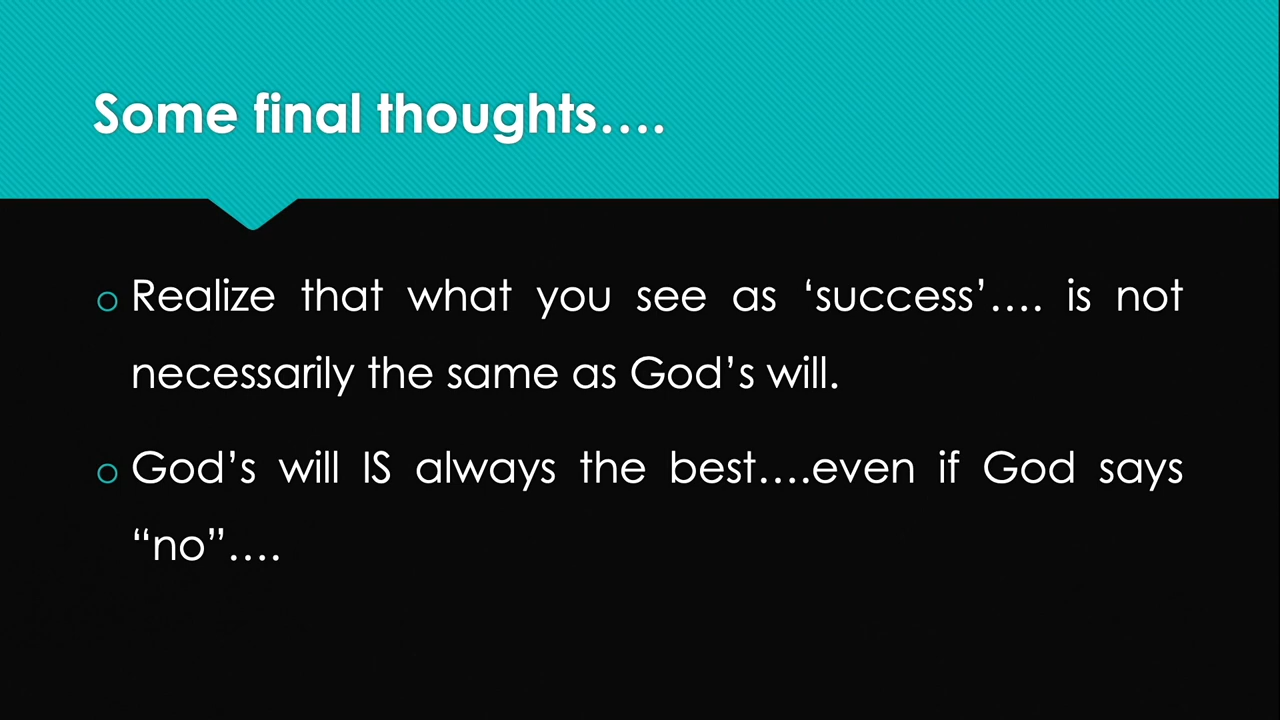 Some final thoughts....
Realize that what you see as ‘success’.... is not
necessarily the same as God’s will.
God’s will IS always the best....even if God says
“no”....